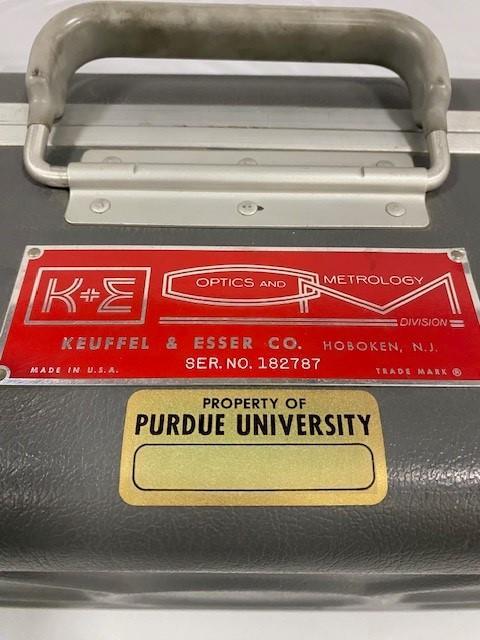 K+E
OPTICS AND METROLOGY
DIVISION
KEUFFEL & ESSER CO. HOBOKEN, N.J.
SER. NO. 182787
MADE IN U.S.A. TRADE MARK ®
PROPERTY OF
PURDUE UNIVERSITY